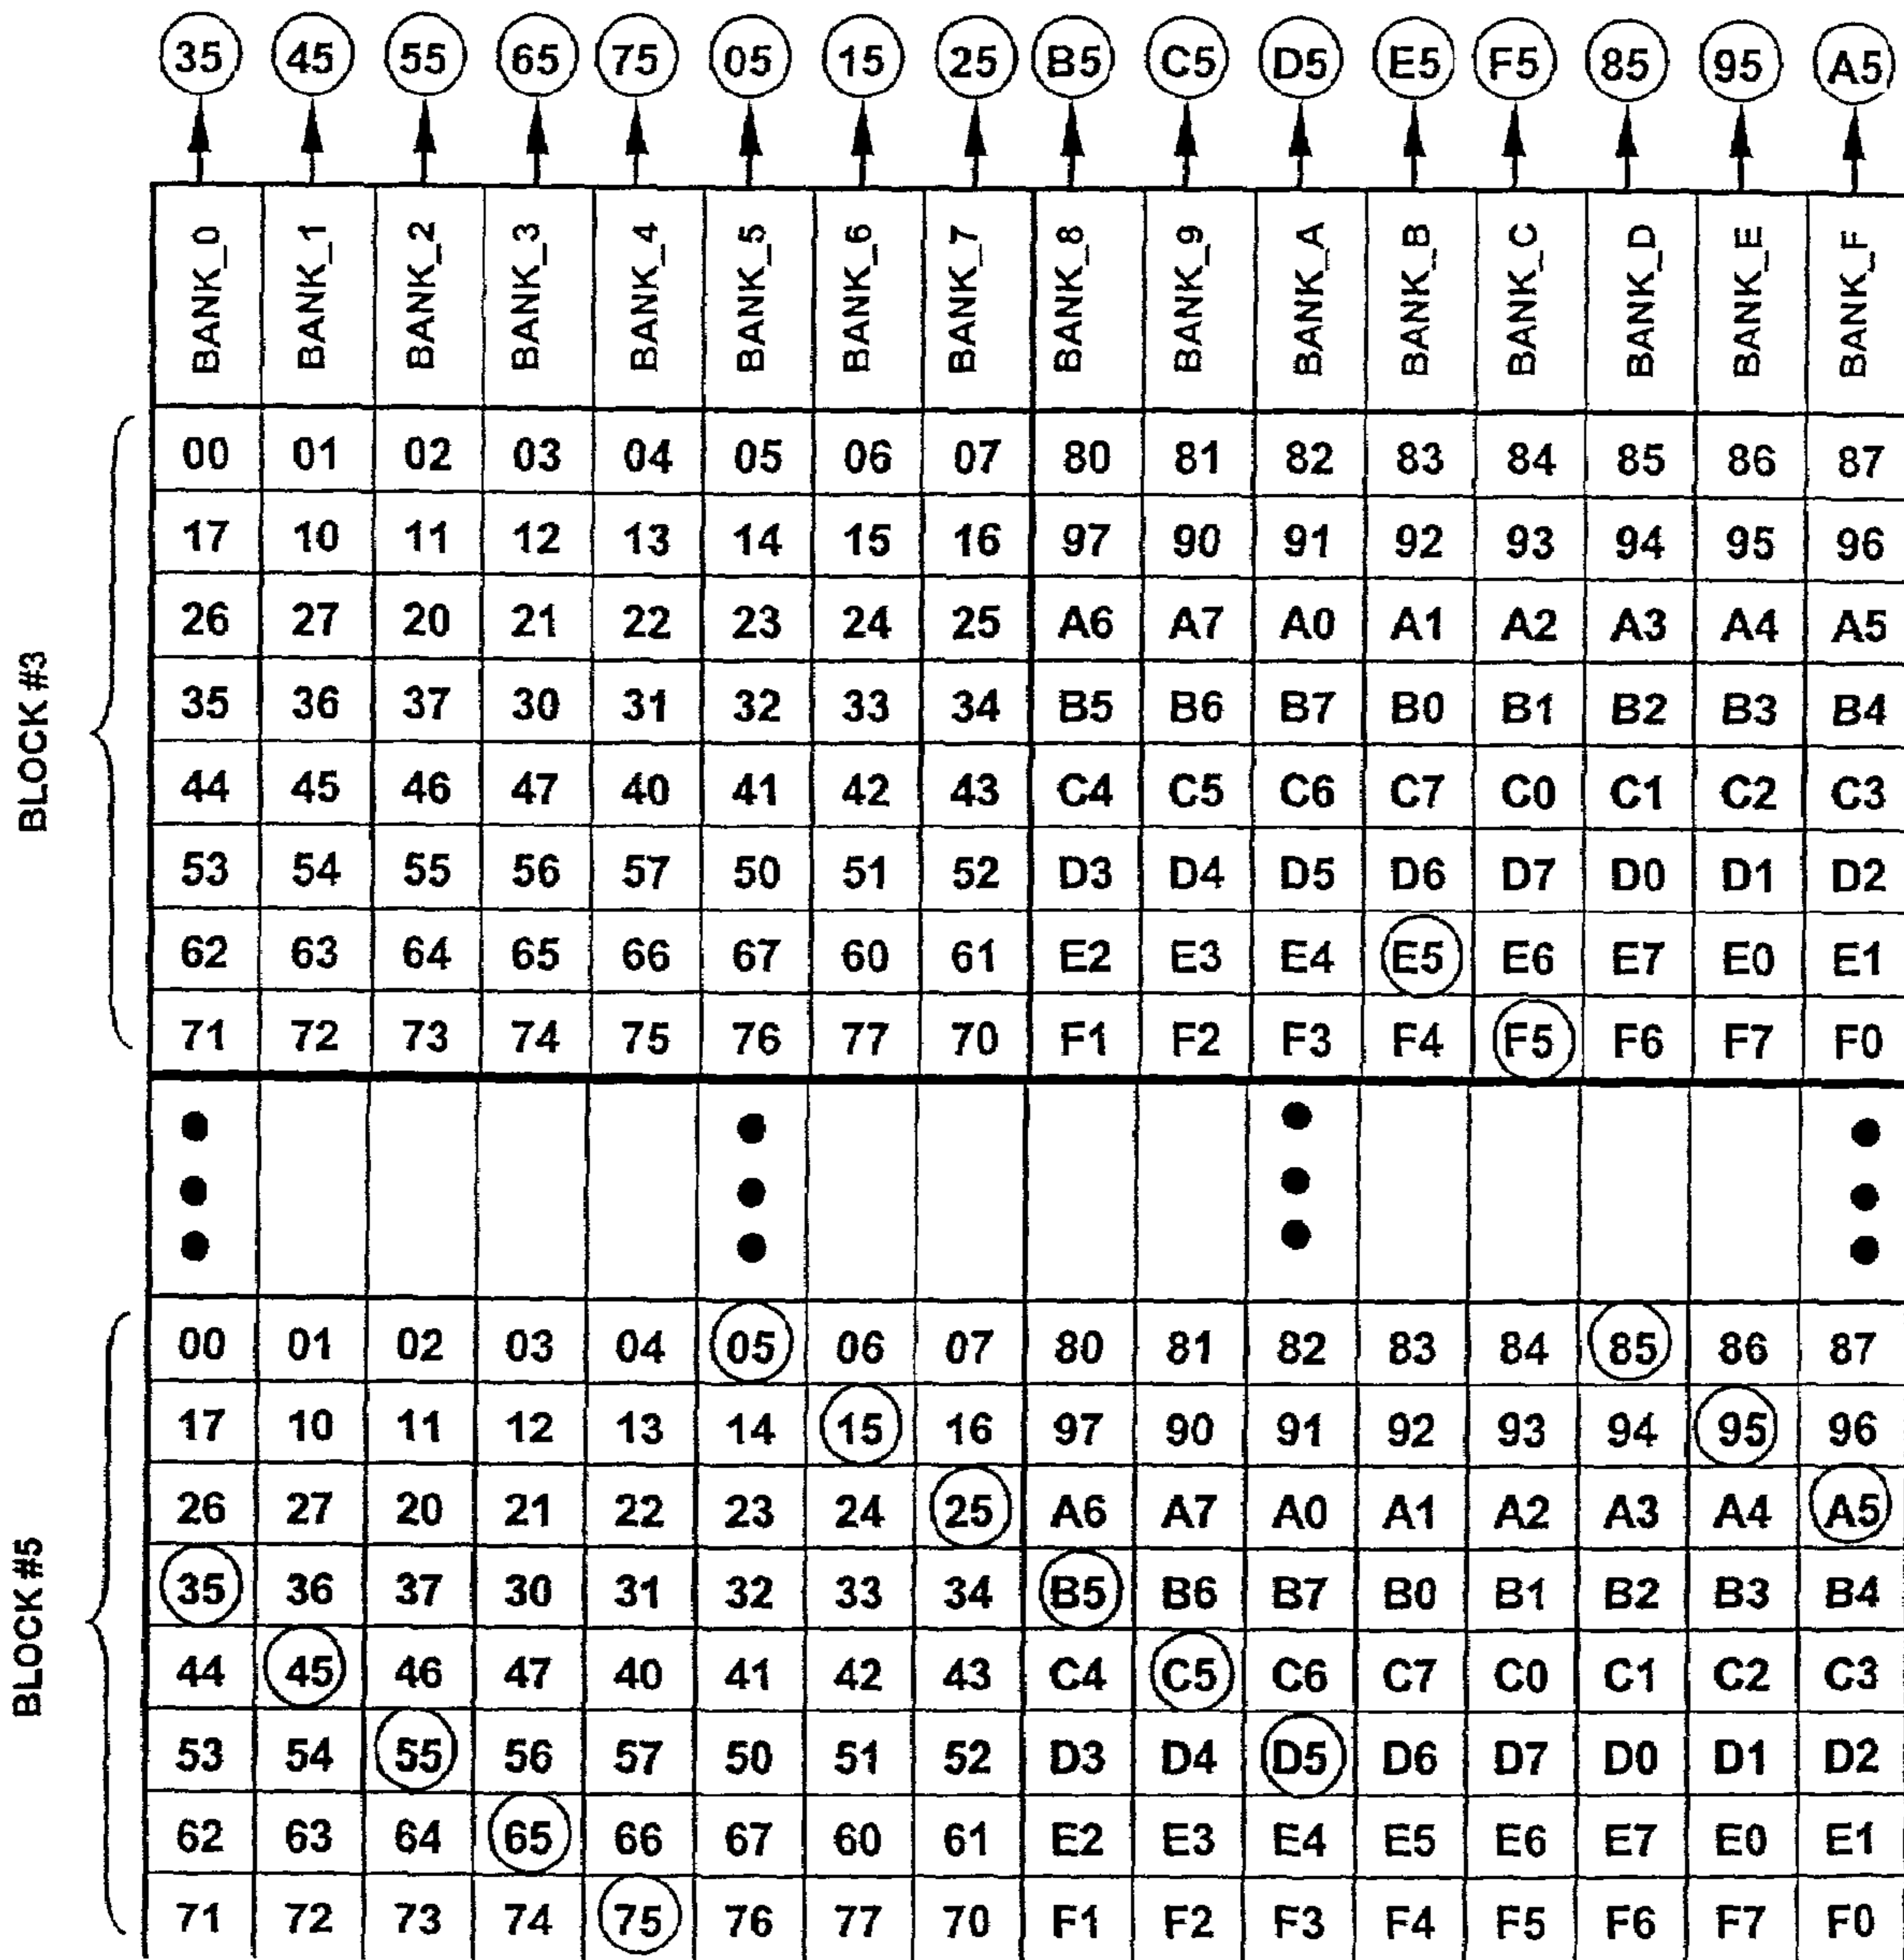 35 45 55 65 75 05 15 25 B5 C5 D5 E5 F5 85 95 A5
BANK_0 BANK_1 BANK_2 BANK_3 BANK_4 BANK_5 BANK_6 BANK_7 BANK_8 BANK_9 BANK_A BANK_B BANK_C BANK_D BANK_E BANK_F
BLOCK #3
00 01 02 03 04 05 06 07 80 81 82 83 84 85 86 87
17 10 11 12 13 14 15 16 97 90 91 92 93 94 95 96
26 27 20 21 22 23 24 25 A6 A7 A0 A1 A2 A3 A4 A5
35 36 37 30 31 32 33 34 B5 B6 B7 B0 B1 B2 B3 B4
44 45 46 47 40 41 42 43 C4 C5 C6 C7 C0 C1 C2 C3
53 54 55 56 57 50 51 52 D3 D4 D5 D6 D7 D0 D1 D2
62 63 64 65 66 67 60 61 E2 E3 E4 E5 E6 E7 E0 E1
71 72 73 74 75 76 77 70 F1 F2 F3 F4 F5 F6 F7 F0
BLOCK #5
00 01 02 03 04 05 06 07 80 81 82 83 84 85 86 87
17 10 11 12 13 14 15 16 97 90 91 92 93 94 95 96
26 27 20 21 22 23 24 25 A6 A7 A0 A1 A2 A3 A4 A5
35 36 37 30 31 32 33 34 B5 B6 B7 B0 B1 B2 B3 B4
44 45 46 47 40 41 42 43 C4 C5 C6 C7 C0 C1 C2 C3
53 54 55 56 57 50 51 52 D3 D4 D5 D6 D7 D0 D1 D2
62 63 64 65 66 67 60 61 E2 E3 E4 E5 E6 E7 E0 E1
71 72 73 74 75 76 77 70 F1 F2 F3 F4 F5 F6 F7 F0